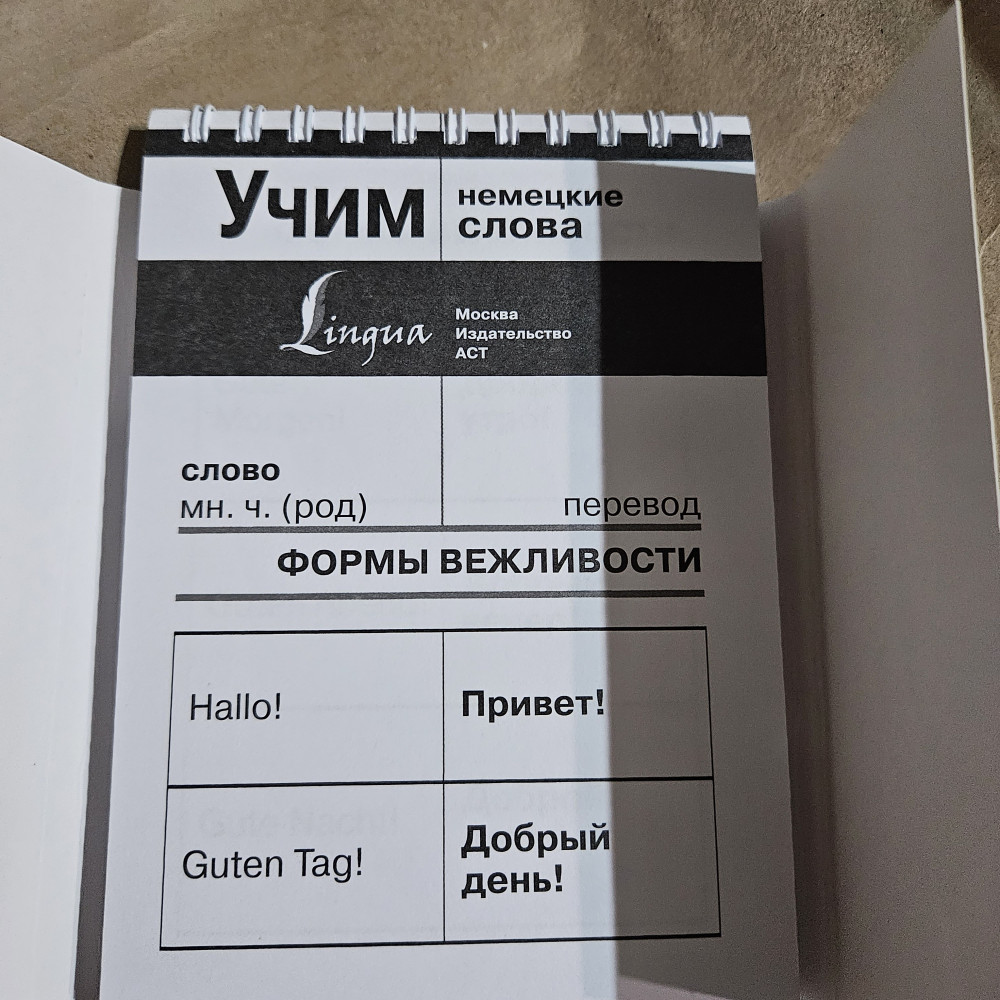 Учим
немецкие
слова
Lingua
Москва
Издательство
АСТ
слово
мн. ч. (род)
перевод
ФОРМЫ ВЕЖЛИВОСТИ
Hallo!
Привет!
Guten Tag!
Добрый
день!